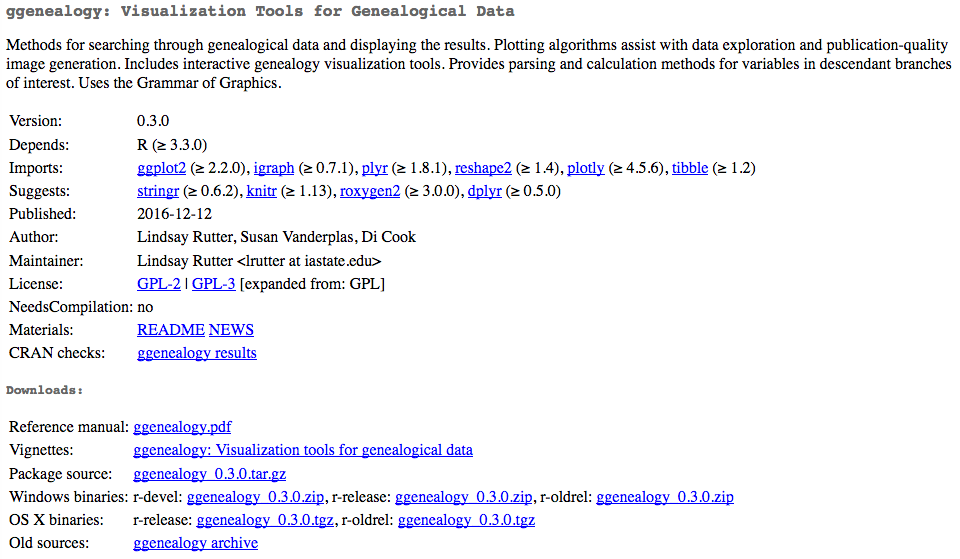 ggenealogy: Visualization Tools for Genealogical Data
Methods for searching through genealogical data and displaying the results. Plotting algorithms assist with data exploration and publication-quality
image generation. Includes interactive genealogy visualization tools. Provides parsing and calculation methods for variables in descendant branches
of interest. Uses the Grammar of Graphics.
Version: 0.3.0
Depends: R (≥ 3.3.0)
Imports: ggplot2 (≥ 2.2.0), igraph (≥ 0.7.1), plyr (≥ 1.8.1), reshape2 (≥ 1.4), plotly (≥ 4.5.6), tibble (≥ 1.2)
Suggests: stringr (≥ 0.6.2), knitr (≥ 1.13), roxygen2 (≥ 3.0.0), dplyr (≥ 0.5.0)
Published: 2016-12-12
Author: Lindsay Rutter, Susan Vanderplas, Di Cook
Maintainer: Lindsay Rutter <lrutter at iastate.edu>
License: GPL-2 | GPL-3 [expanded from: GPL]
NeedsCompilation: no
Materials: README NEWS
CRAN checks: ggenealogy results
Downloads:
Reference manual: ggenealogy.pdf
Vignettes: ggenealogy: Visualization tools for genealogical data
Package source: ggenealogy_0.3.0.tar.gz
Windows binaries: r-devel: ggenealogy_0.3.0.zip, r-release: ggenealogy_0.3.0.zip, r-oldrel: ggenealogy_0.3.0.zip
OS X binaries: r-release: ggenealogy_0.3.0.tgz, r-oldrel: ggenealogy_0.3.0.tgz
Old sources: ggenealogy archive